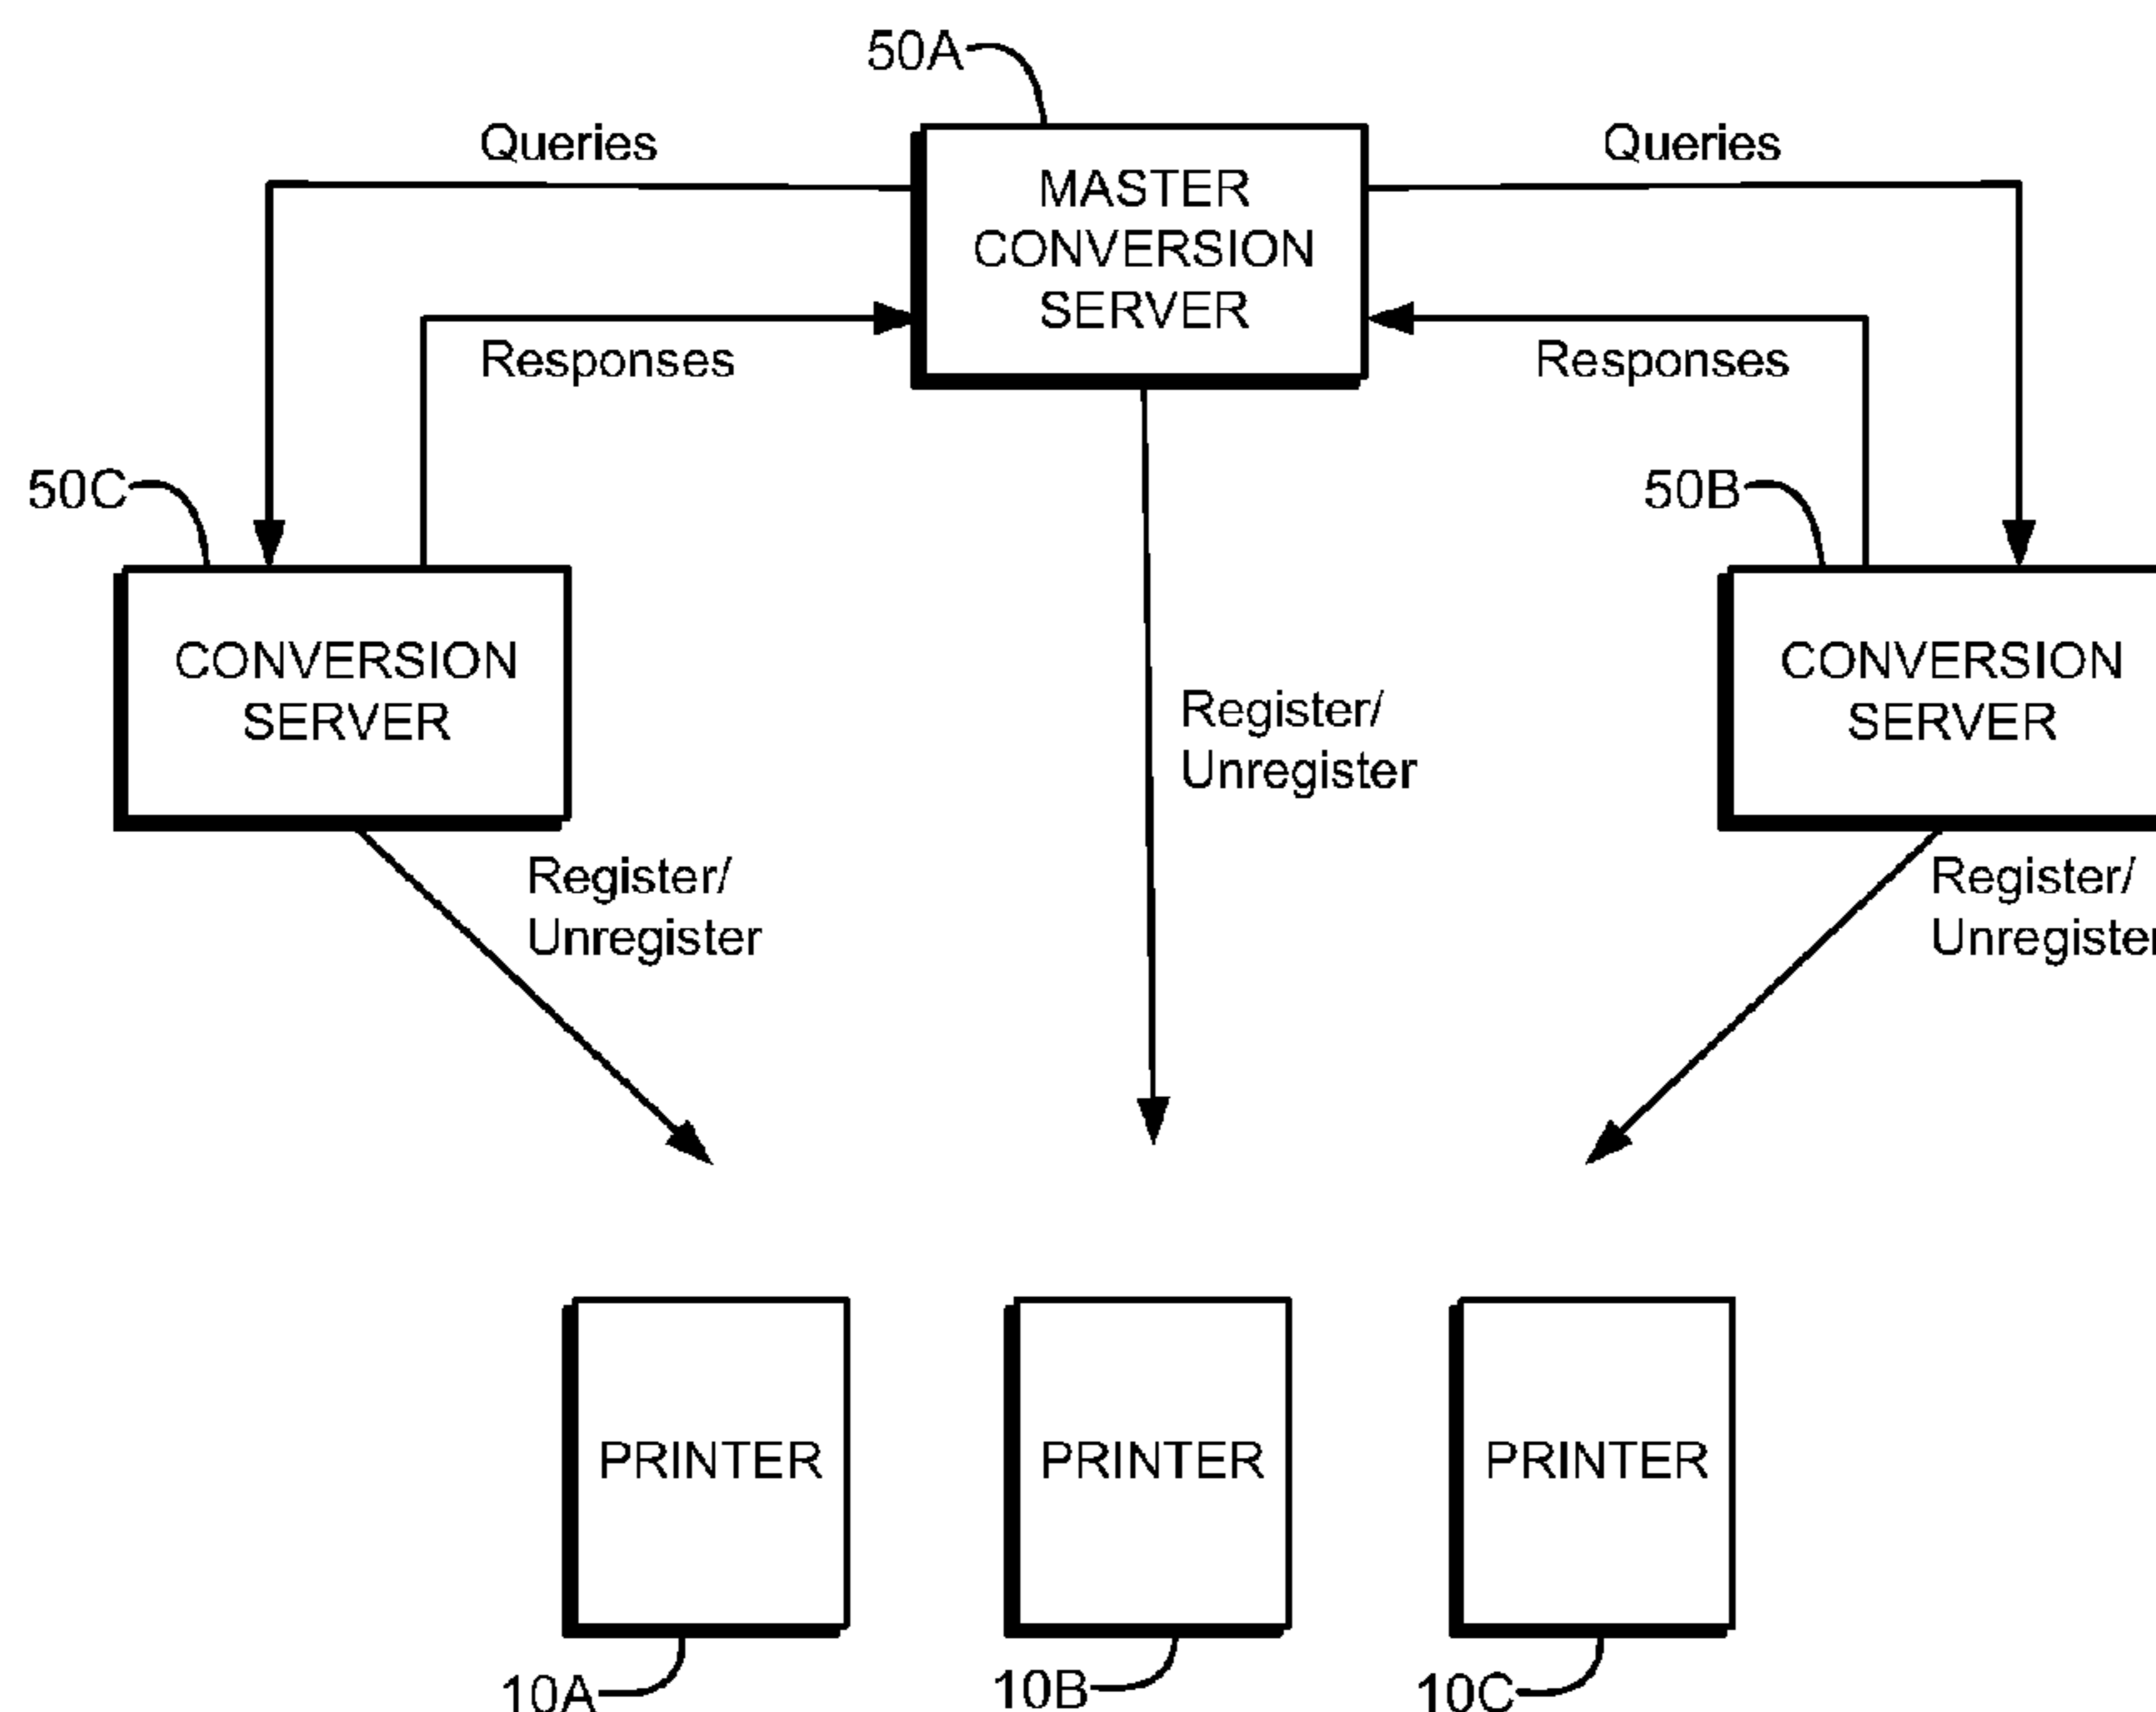 50A
Queries
Queries
MASTER
CONVERSION
SERVER
Responses
Responses
50C
50B
CONVERSION
SERVER
CONVERSION
SERVER
Register/
Unregister
Register/
Unregister
Register/
Unregister
PRINTER
PRINTER
PRINTER
10A
10B
10C